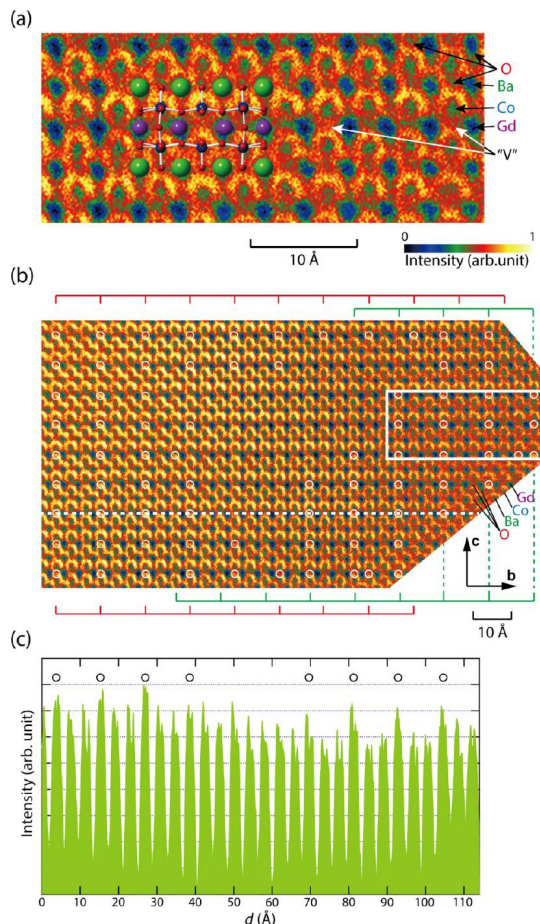 (a)
O
Ba
Co
Gd
"V"
10 Å
0 1
Intensity (arb.unit)
(b)
Gd
Co
Ba
O
c
b
10 Å
(c)
Intensity (arb. unit)
0 10 20 30 40 50 60 70 80 90 100 110
d (Å)